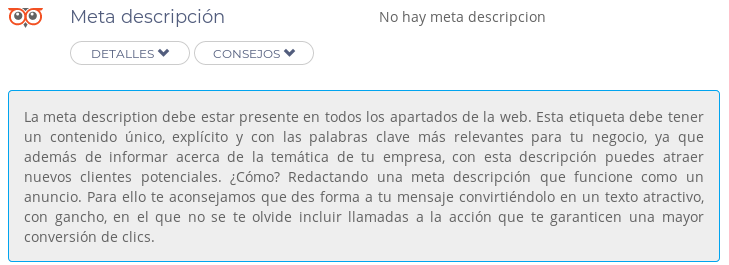 Meta descripción
No hay meta descripcion
DETALLES
CONSEJOS
La meta description debe estar presente en todos los apartados de la web. Esta etiqueta debe tener
un contenido único, explícito y con las palabras clave más relevantes para tu negocio, ya que
además de informar acerca de la temática de tu empresa, con esta descripción puedes atraer
nuevos clientes potenciales. ¿Cómo? Redactando una meta descripción que funcione como un
anuncio. Para ello te aconsejamos que des forma a tu mensaje convirtiéndolo en un texto atractivo,
con gancho, en el que no se te olvide incluir llamadas a la acción que te garanticen una mayor
conversión de clics.